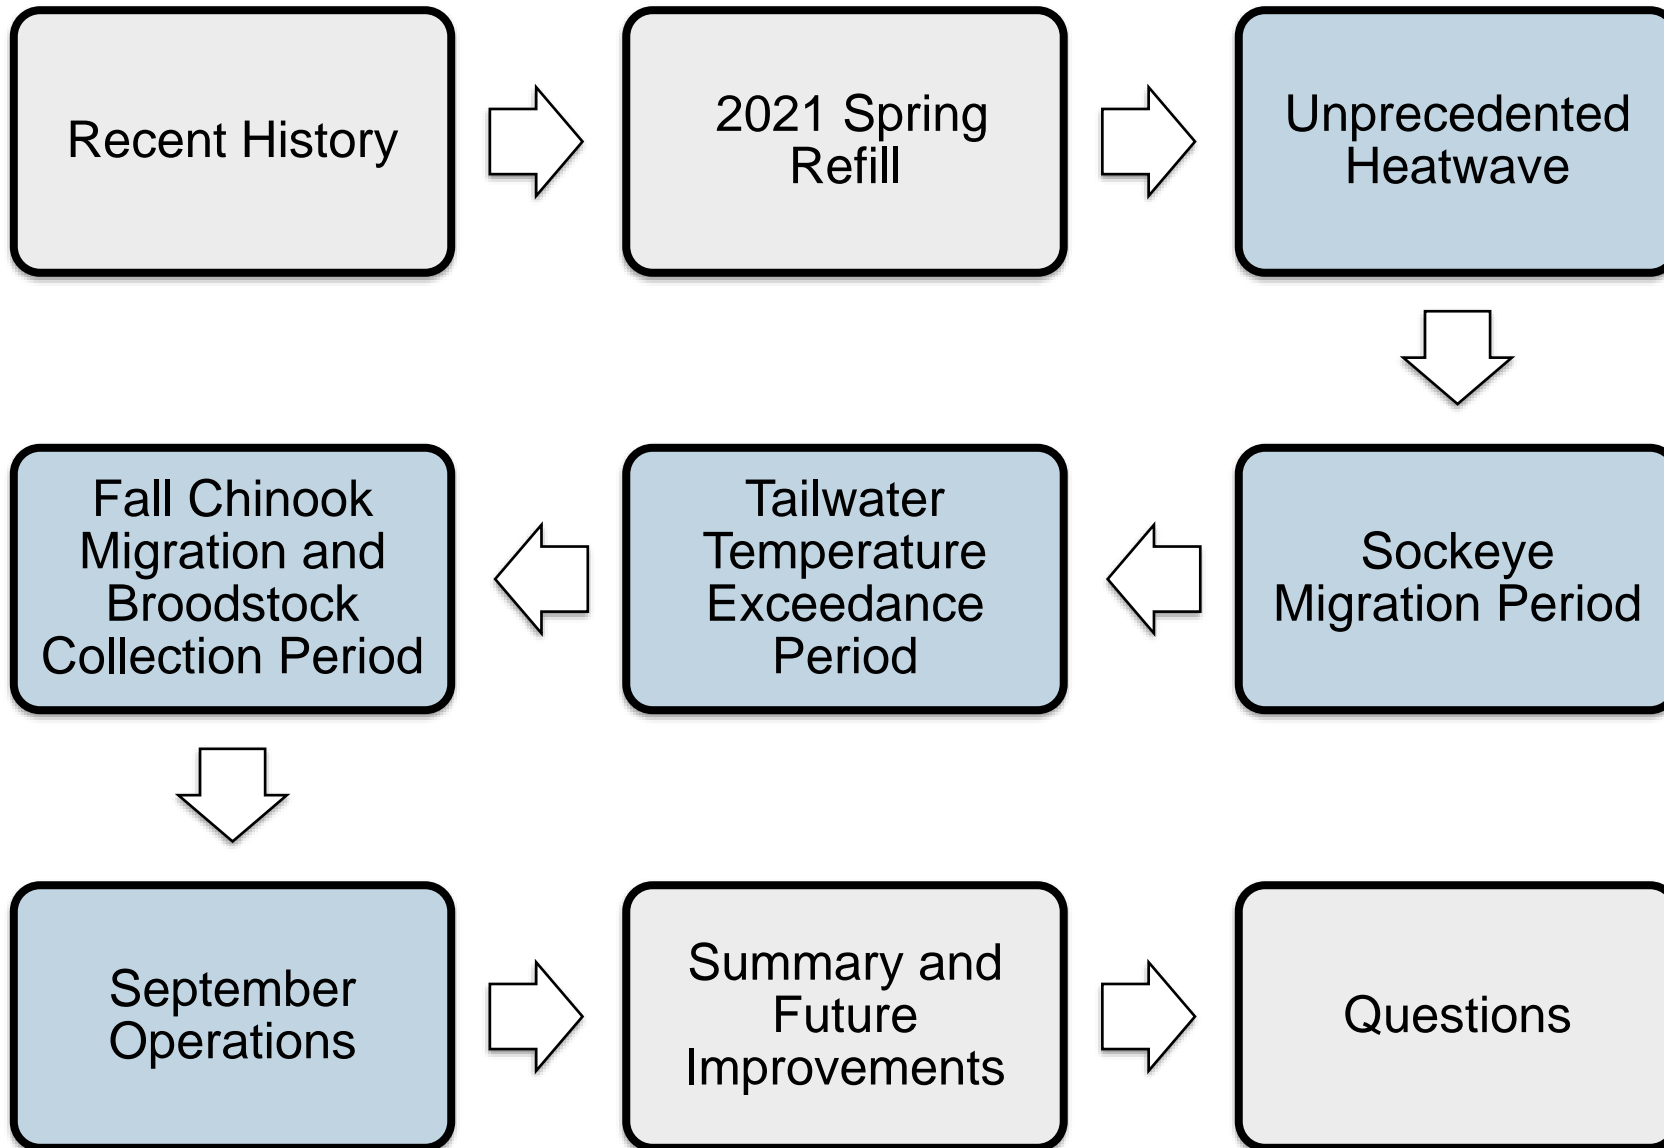 Recent History
2021 Spring
Refill
Unprecedented
Heatwave
Sockeye
Migration Period
Tailwater
Temperature
Exceedance
Period
Fall Chinook
Migration and
Broodstock
Collection Period
September
Operations
Summary and
Future
Improvements
Questions